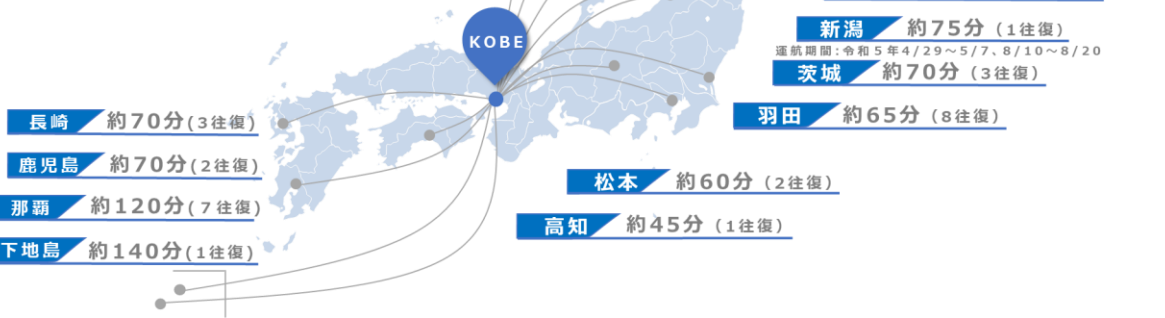 KOBE
新潟 約75分（1往復）
運航期間:令和5年4/29～5/7、8/10～8/20
茨城 約70分（3往復）
羽田 約65分（8往復）
長崎 約70分(3往復)
鹿児島 約70分(2往復)
那覇 約120分(７往復)
下地島 約140分(1往復)
松本 約60分（2往復）
高知 約45分（1往復）